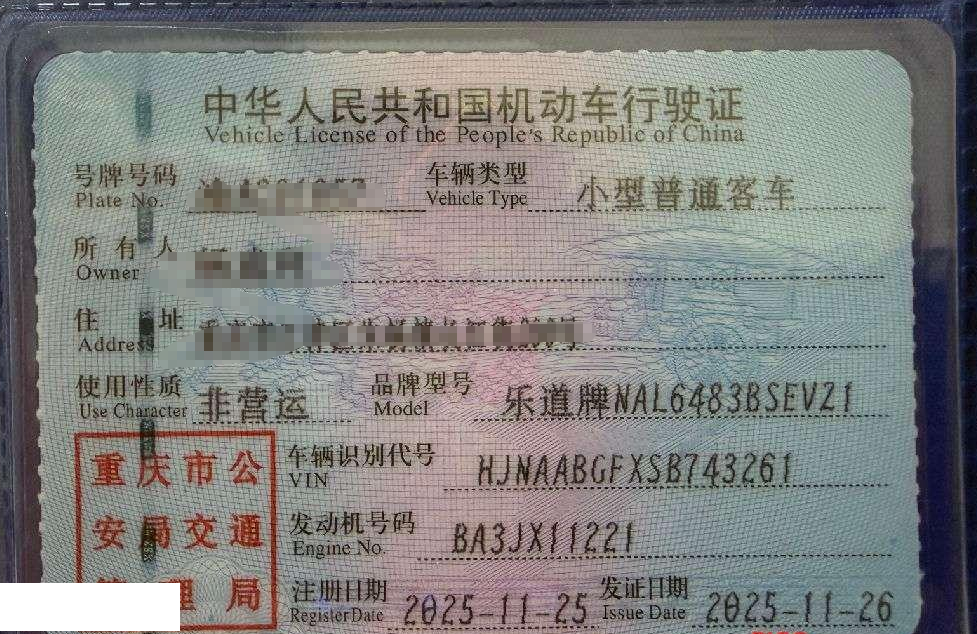 中华人民共和国机动车行驶证
Vehicle License of the People's Republic of China
号牌号码 车辆类型 小型普通客车
Plate No. Vehicle Type
所有人
Owner
住址
Address
使用性质 非营运 品牌型号 乐道牌NAL6483BSEVZ1
Use Character Model
重庆市公 车辆识别代号 HJNAABGFXSB743261
VIN
安局交通 发动机号码 BA3JX11221
Engine No.
理局 注册日期 2025-11-25 发证日期 2025-11-26
Register Date Issue Date